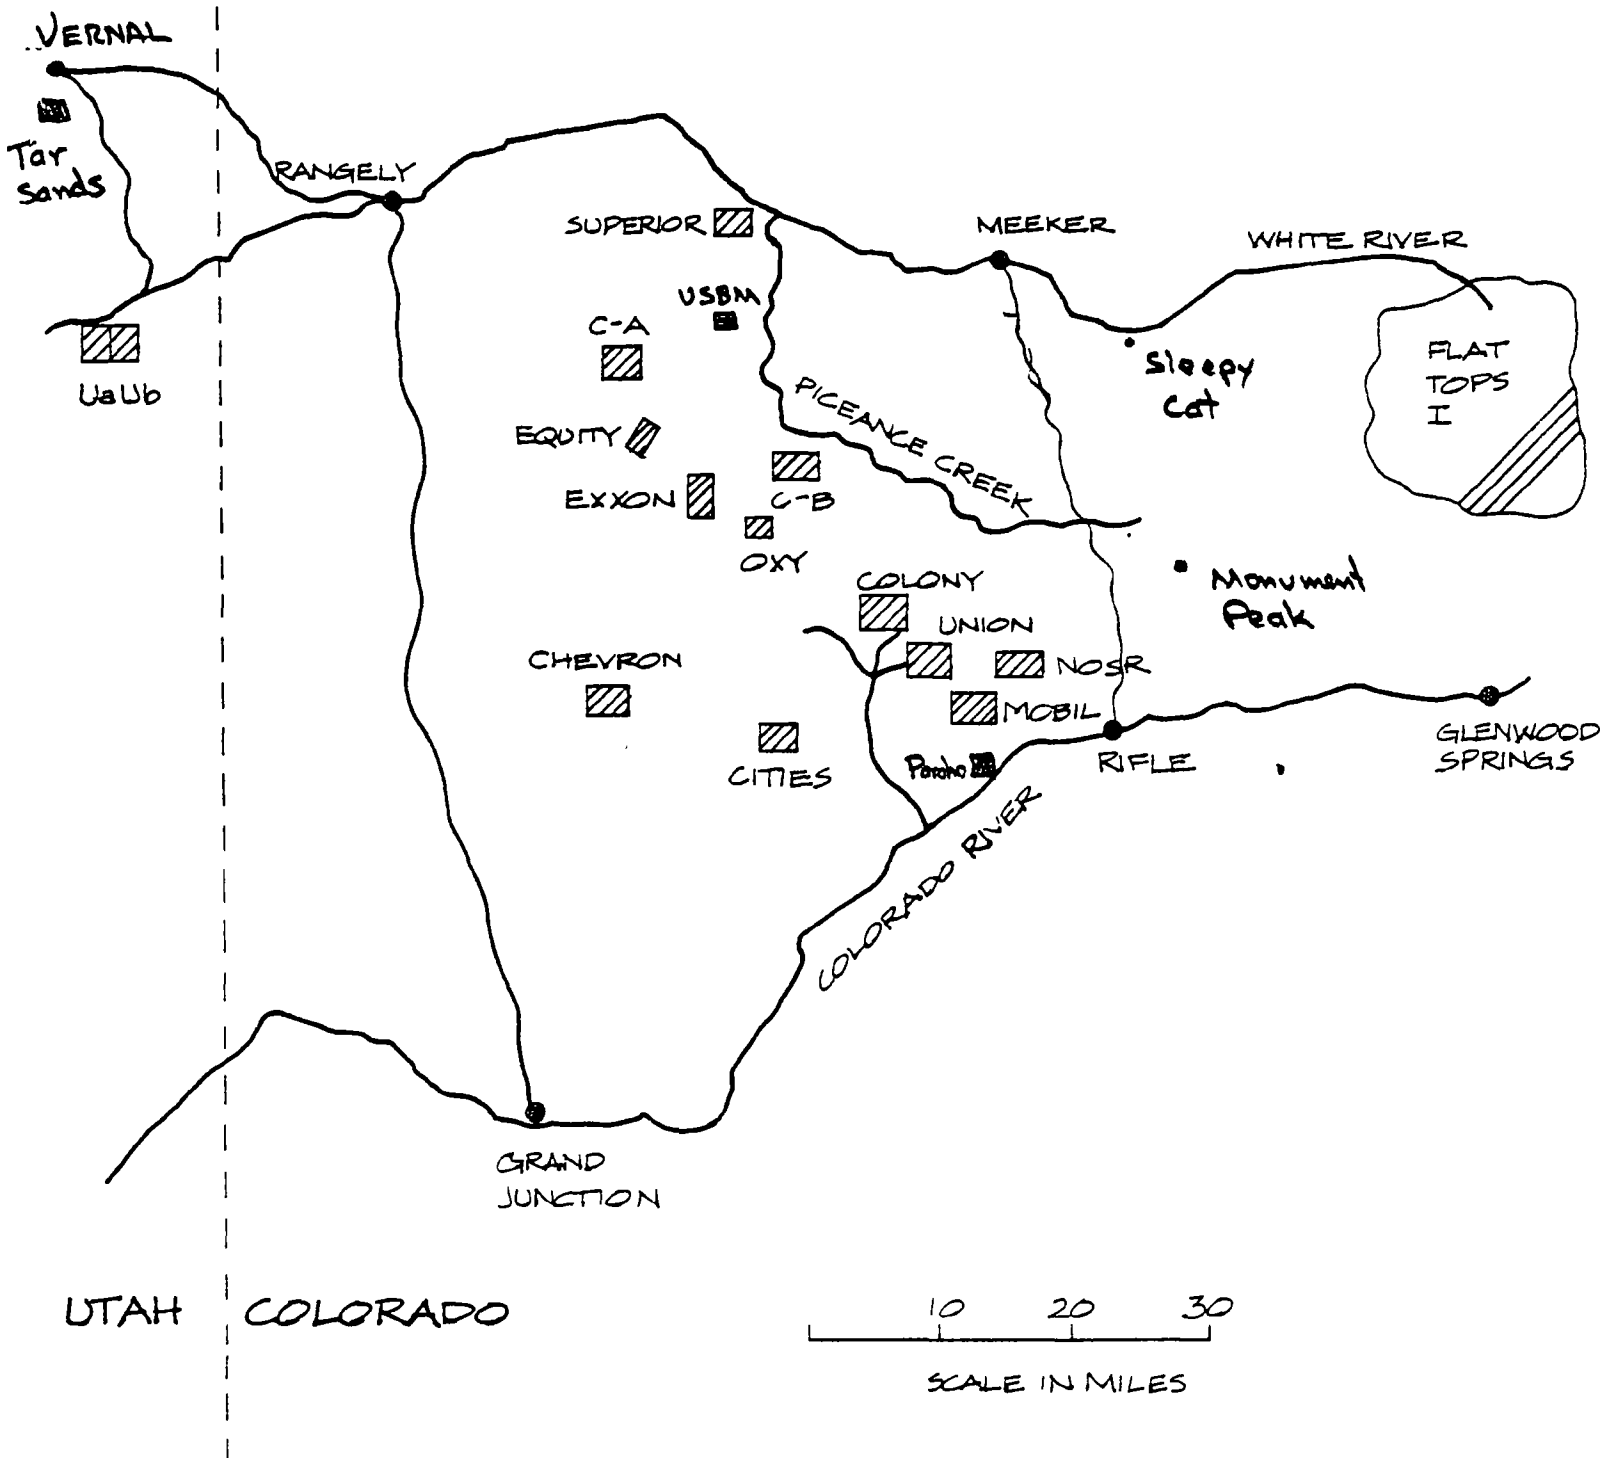 VERNAL
Tar
Sands
RANGELY
SUPERIOR
MEEKER
WHITE RIVER
USBM
C-A
UaUb
Sleepy
Cat
FLAT
TOPS
I
PICEANCE CREEK
EQUITY
EXXON
C-B
OXY
COLONY
Monument
Peak
UNION
CHEVRON
NOSR
MOBIL
CITIES
Paraho
RIFLE
GLENWOOD
SPRINGS
COLORADO RIVER
GRAND
JUNCTION
UTAH
COLORADO
10 20 30
SCALE IN MILES